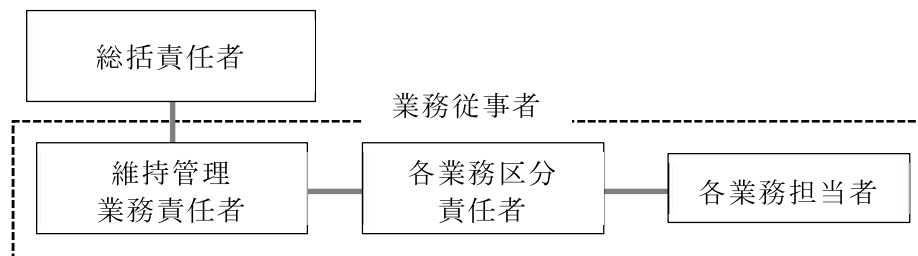 総括責任者
業務従事者
維持管理
業務責任者
各業務区分
責任者
各業務担当者